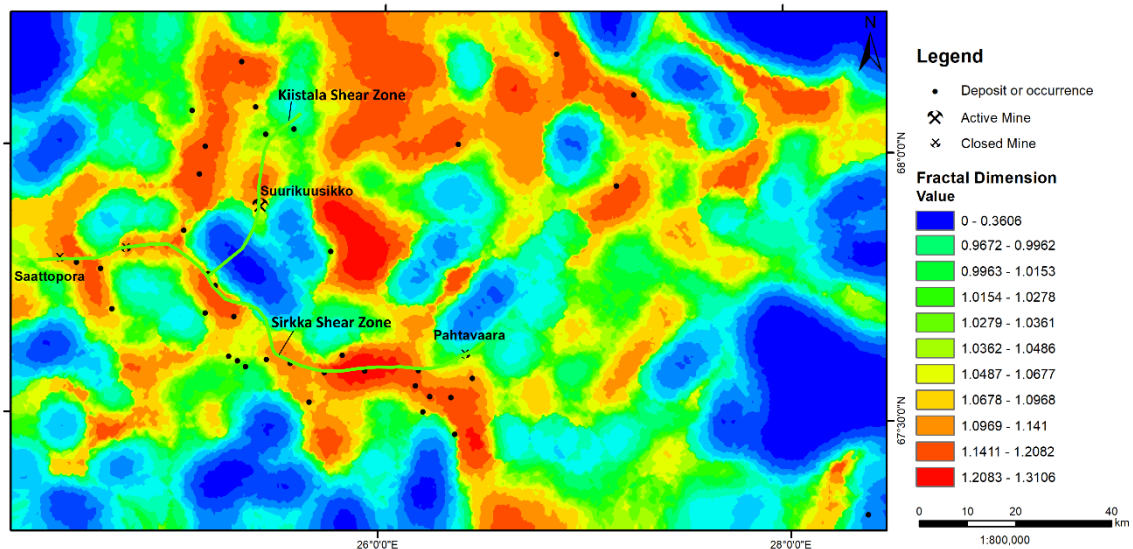 Kiistala Shear Zone
Suurikuusikko
Saattopora
Sirkka Shear Zone
Pahtavaara
26°0'0"E
28°0'0"E
68°0'0"N
67°30'0"N
N
Legend
Deposit or occurrence
Active Mine
Closed Mine
Fractal Dimension
Value
0 - 0.3606
0.9672 - 0.9962
0.9963 - 1.0153
1.0154 - 1.0278
1.0279 - 1.0361
1.0362 - 1.0486
1.0487 - 1.0677
1.0678 - 1.0968
1.0969 - 1.141
1.1411 - 1.2082
1.2083 - 1.3106
0 10 20 40
km
1:800,000